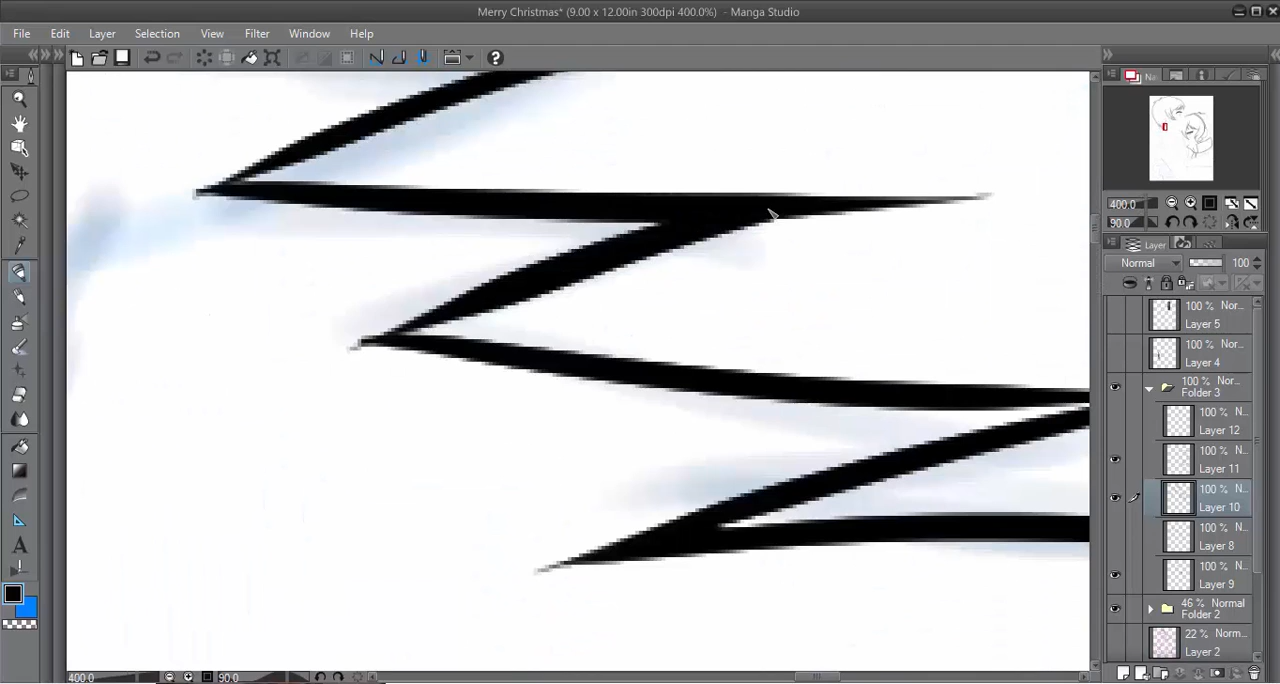 Merry Christmas* (9.00 x 12.00in 300dpi 400.0%) - Manga Studio
File Edit Layer Selection View Filter Window Help
400.0
90.0
Layer
Normal 100
100 % Nor...
Layer 5
100 % Nor...
Layer 4
100 % Nor...
Folder 3
100 % N...
Layer 12
100 % N...
Layer 11
100 % N...
Layer 10
100 % N...
Layer 8
100 % N...
Layer 9
46 % Normal
Folder 2
22 % Norm...
Layer 2
400.0 90.0